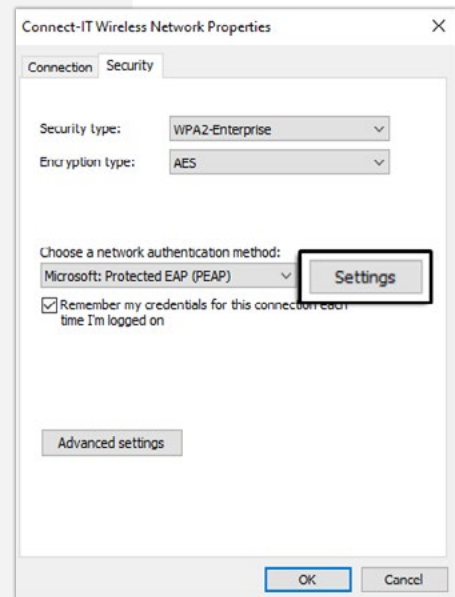 Connect-IT Wireless Network Properties
Connection Security
Security type: WPA2-Enterprise
Encryption type: AES
Choose a network authentication method:
Microsoft: Protected EAP (PEAP) Settings
Remember my credentials for this connection each
time I'm logged on
Advanced settings
OK Cancel